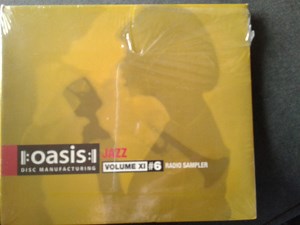 oasis
DISC MANUFACTURING
JAZZ
VOLUME XI #6 RADIO SAMPLER